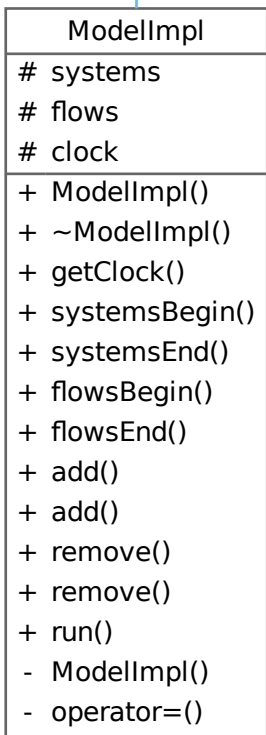 ModelImpl
# systems
# flows
# clock
+ ModelImpl()
+ ~ModelImpl()
+ getClock()
+ systemsBegin()
+ systemsEnd()
+ flowsBegin()
+ flowsEnd()
+ add()
+ add()
+ remove()
+ remove()
+ run()
- ModelImpl()
- operator=()